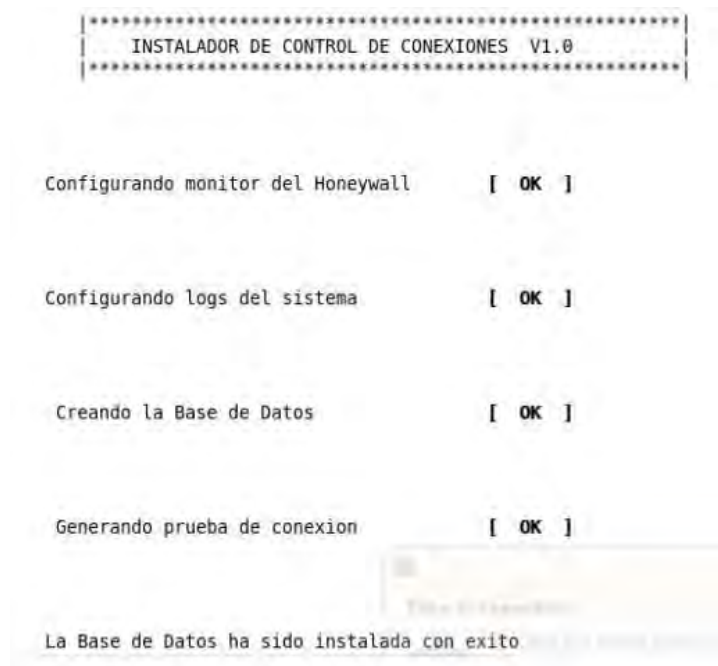 |********************************************************|
| INSTALADOR DE CONTROL DE CONEXIONES V1.0 |
|********************************************************|
Configurando monitor del Honeywall [ OK ]
Configurando logs del sistema [ OK ]
Creando la Base de Datos [ OK ]
Generando prueba de conexion [ OK ]
La Base de Datos ha sido instalada con exito